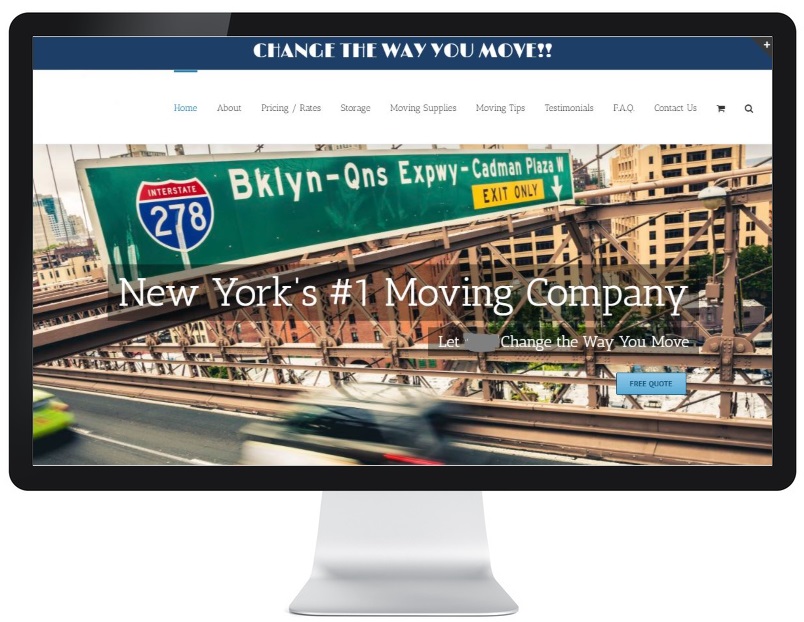 CHANGE THE WAY YOU MOVE!!
Home About Pricing / Rates Storage Moving Supplies Moving Tips Testimonials F.A.Q. Contact Us
Bklyn-Qns Expwy-Cadman Plaza W
EXIT ONLY
INTERSTATE
278
New York's #1 Moving Company
Let Change the Way You Move
FREE QUOTE